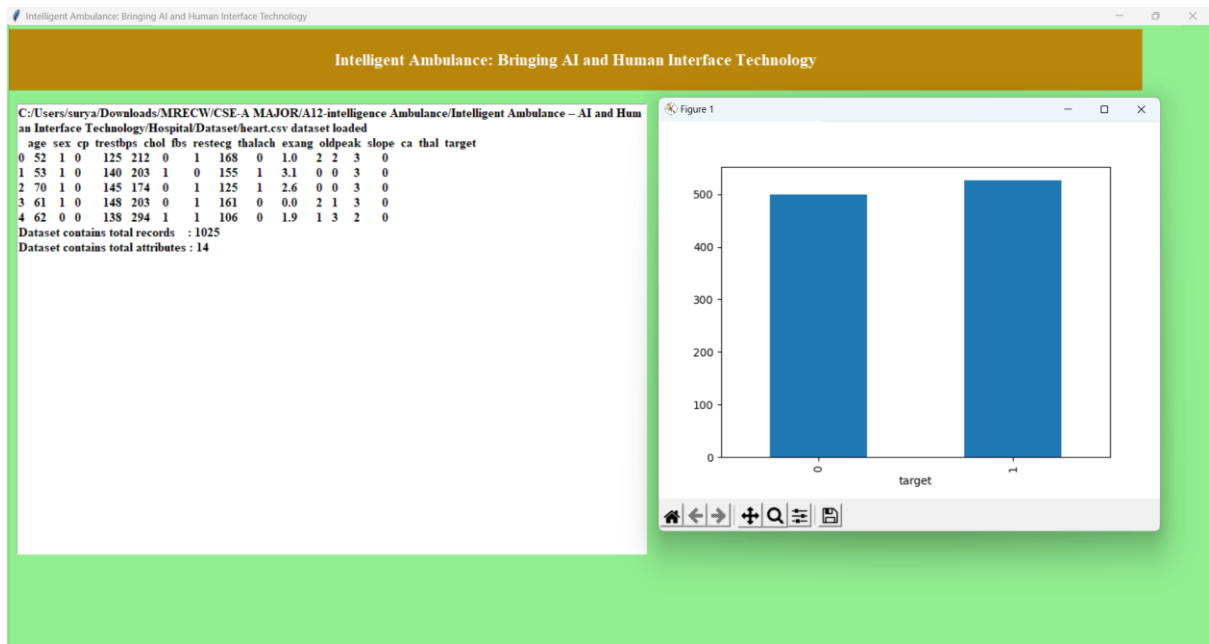 Intelligent Ambulance: Bringing AI and Human Interface Technology
Intelligent Ambulance: Bringing AI and Human Interface Technology
C:/Users/surya/Downloads/MRECW/CSE-A MAJOR/A12-intelligence Ambulance/Intelligent Ambulance – AI and Hum
an Interface Technology/Hospital/Dataset/heart.csv dataset loaded
age sex cp trestbps chol fbs restecg thalach exang oldpeak slope ca thal target
0 52 1 0 125 212 0 1 168 0 1.0 2 2 3 0
1 53 1 0 140 203 1 0 155 1 3.1 0 0 3 0
2 70 1 0 145 174 0 1 125 1 2.6 0 0 3 0
3 61 1 0 148 203 0 1 161 0 0.0 2 1 3 0
4 62 0 0 138 294 1 1 106 0 1.9 1 3 2 0
Dataset contains total records : 1025
Dataset contains total attributes : 14
Figure 1
500
400
300
200
100
0
0 1
target